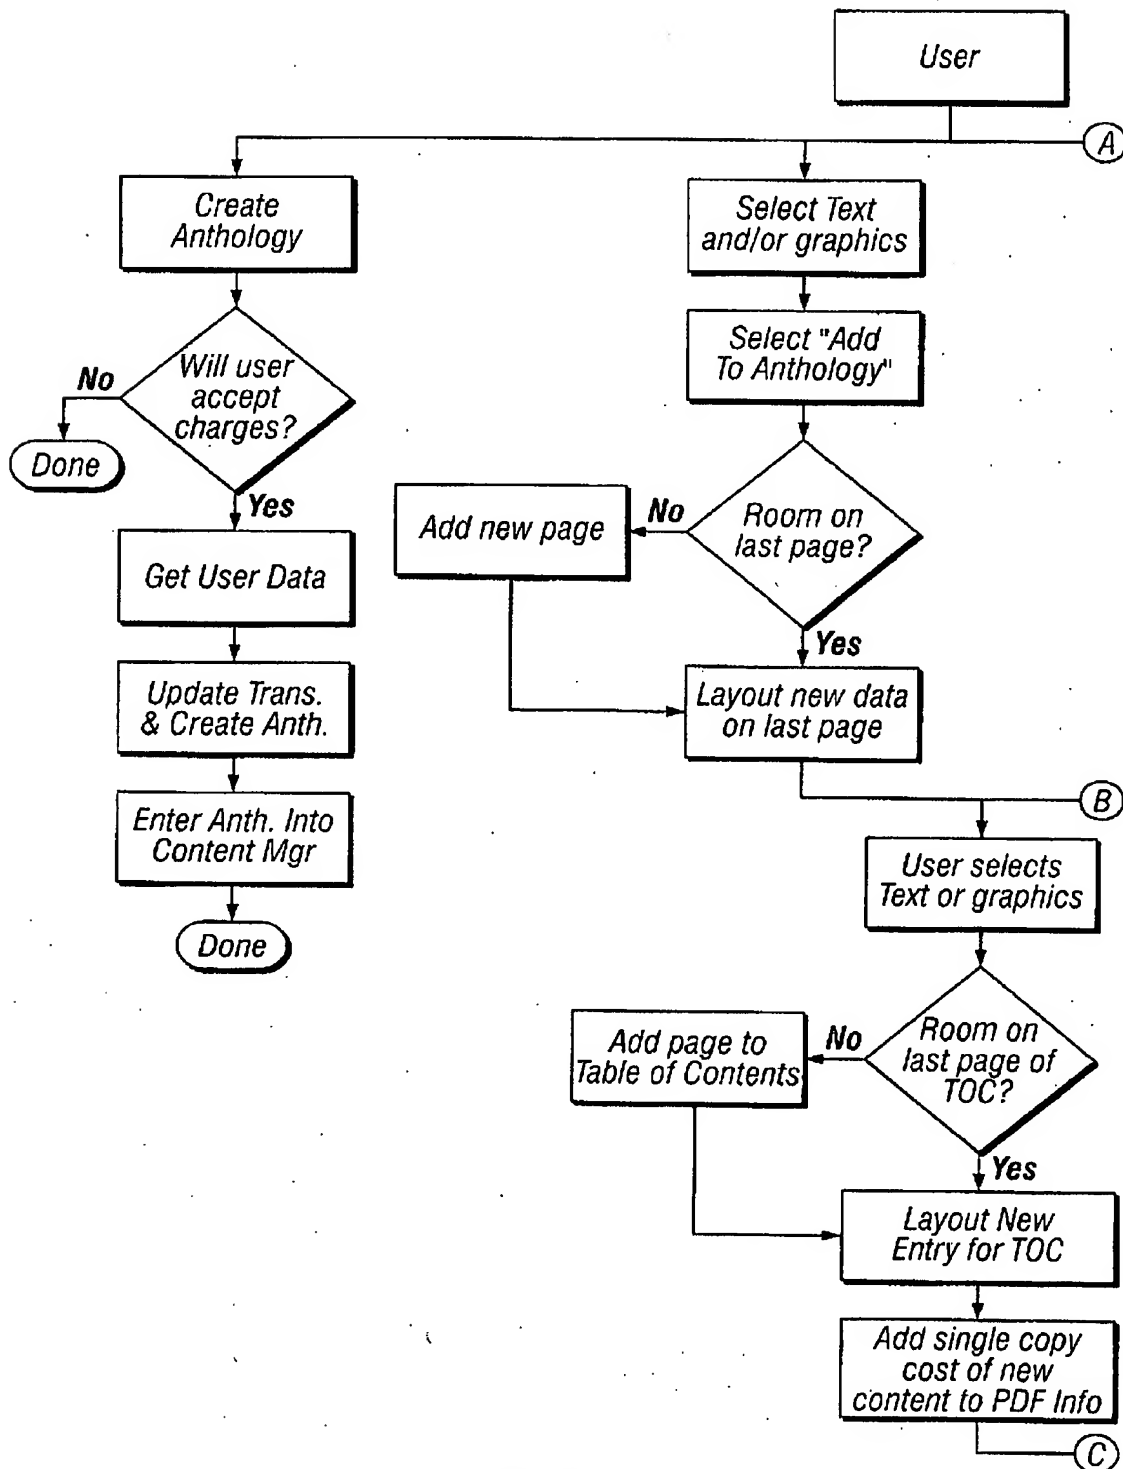 User
A
Create
Anthology
Will user
accept
charges?
No
Done
Yes
Get User Data
Update Trans.
& Create Anth.
Enter Anth. Into
Content Mgr
Done
Select Text
and/or graphics
Select "Add
To Anthology"
Room on
last page?
No
Add new page
Yes
Layout new data
on last page
B
User selects
Text or graphics
Room on
last page of
TOC?
No
Add page to
Table of Contents
Yes
Layout New
Entry for TOC
Add single copy
cost of new
content to PDF Info
C